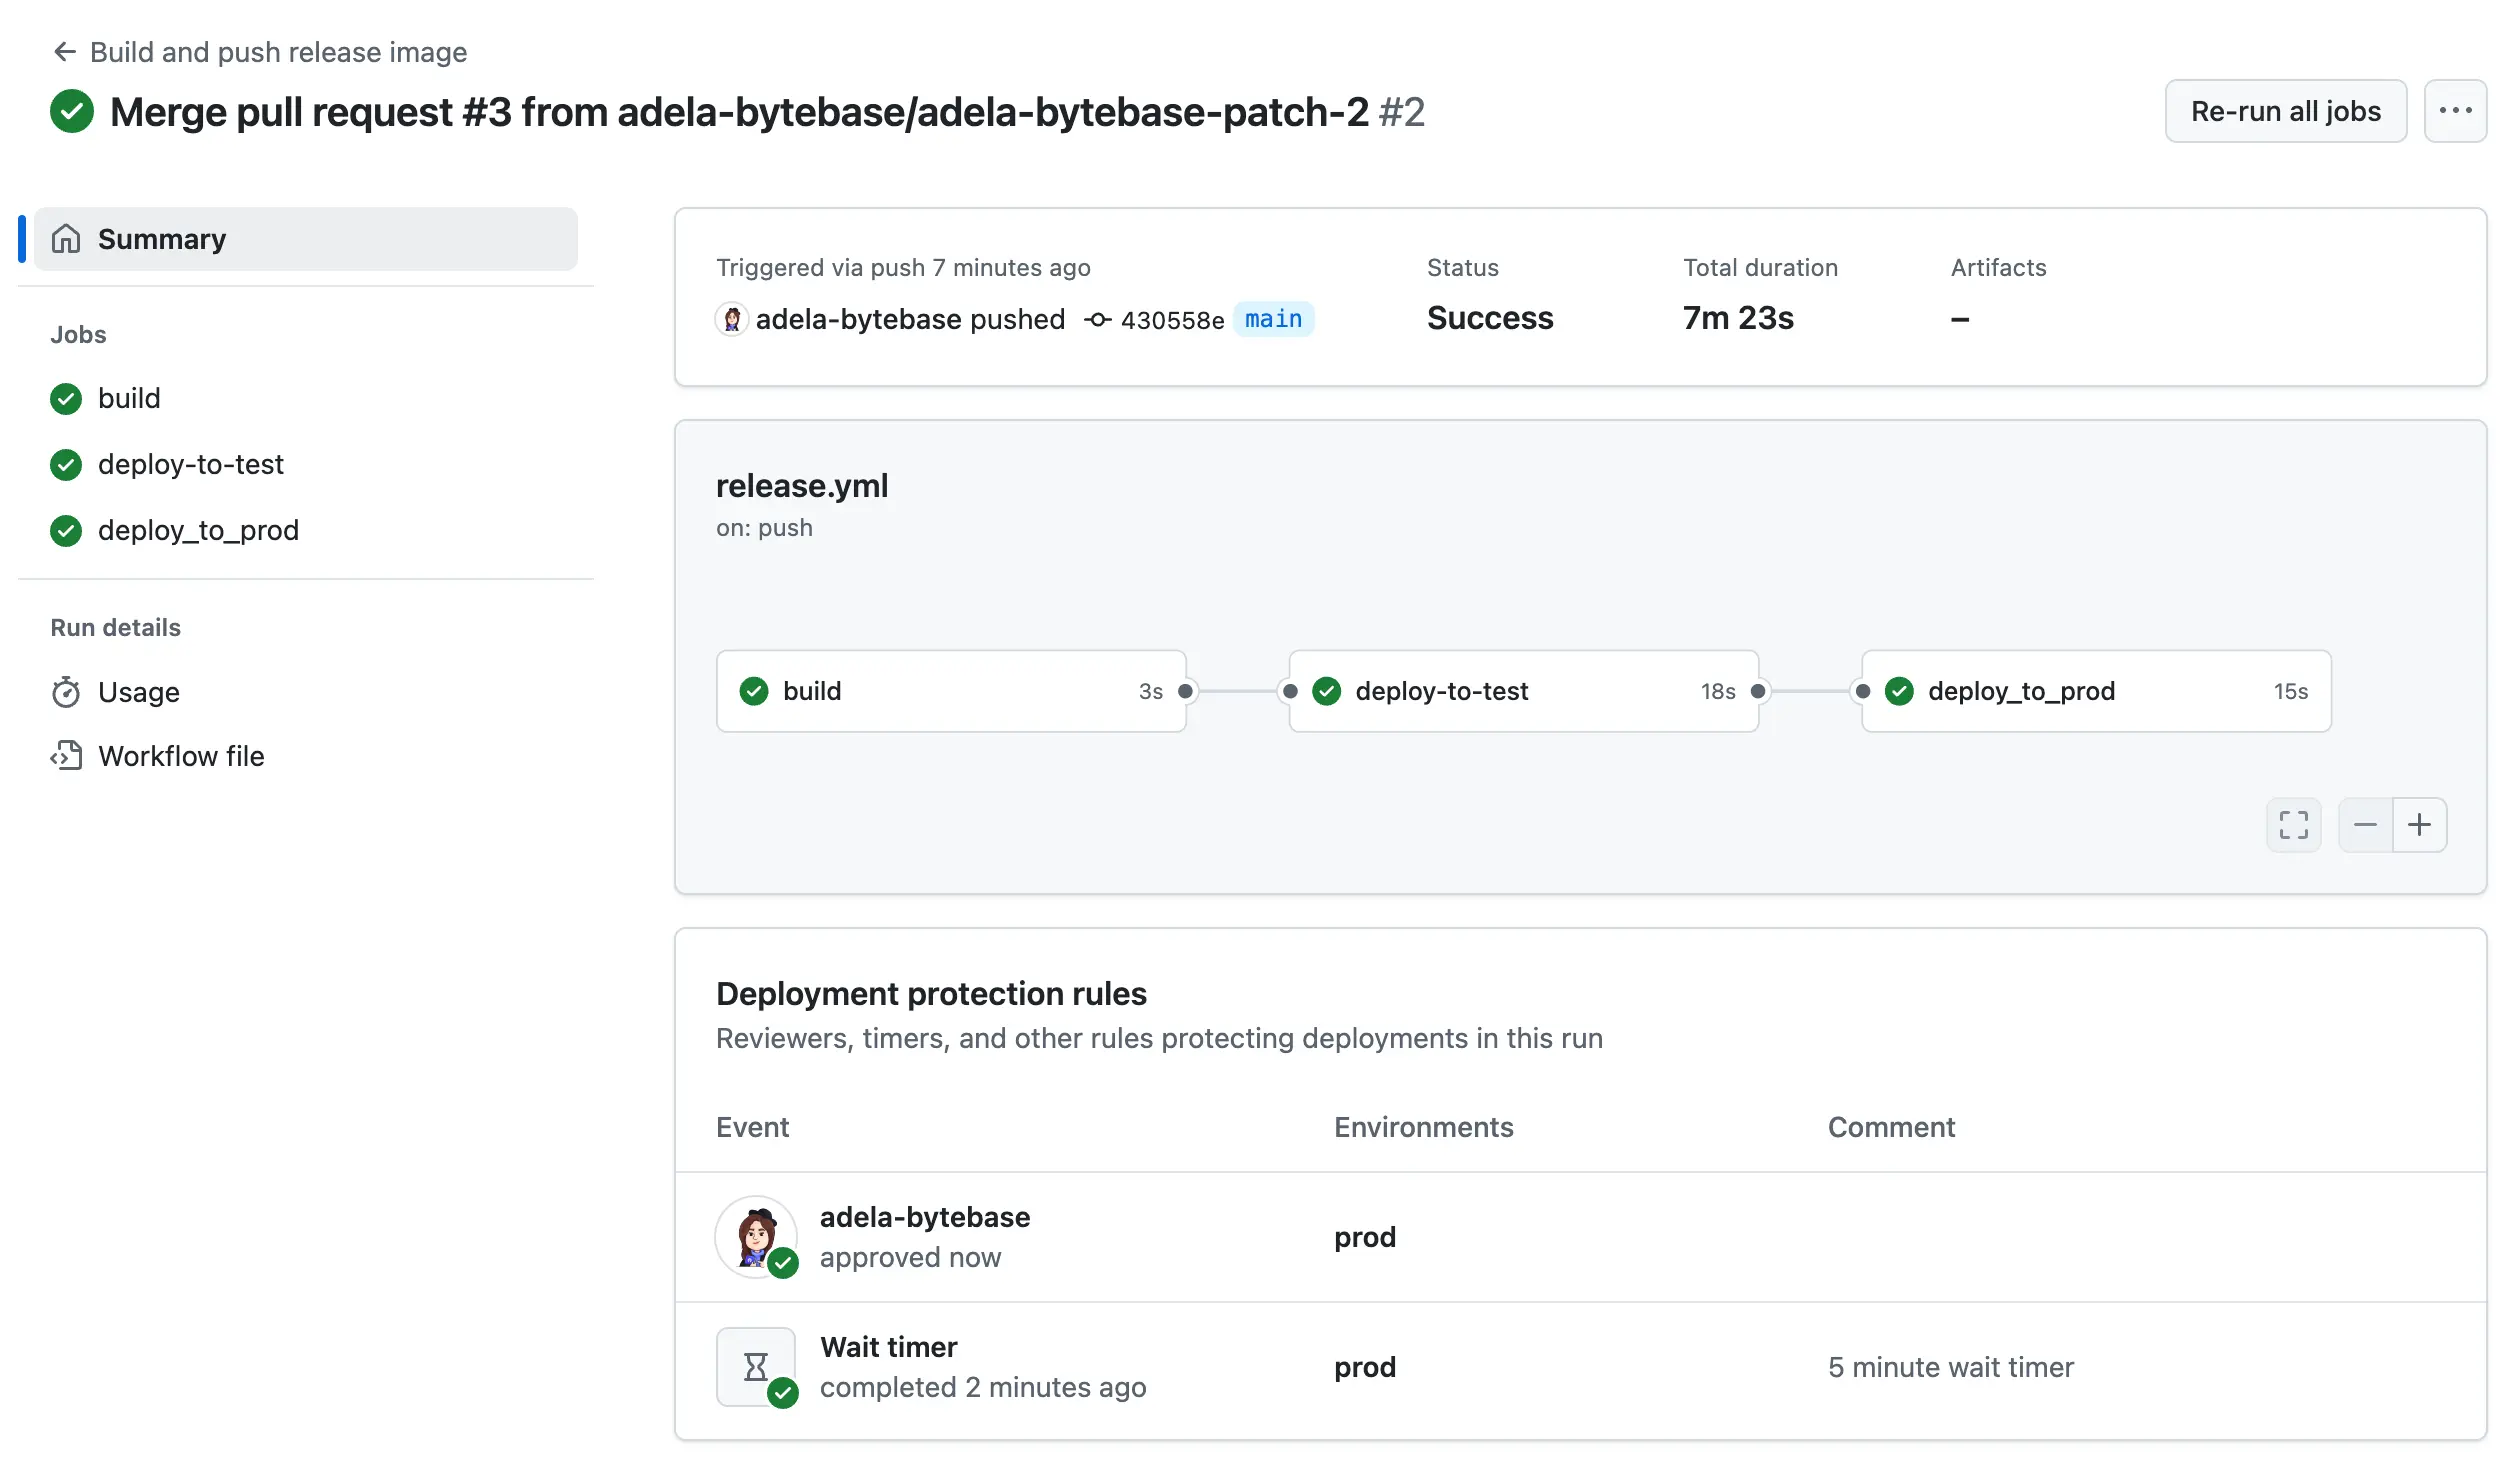 Build and push release image
Merge pull request #3 from adela-bytebase/adela-bytebase-patch-2 #2
Re-run all jobs
Summary
Jobs
build
deploy-to-test
deploy_to_prod
Run details
Usage
Workflow file
Triggered via push 7 minutes ago
adela-bytebase pushed 430558e main
Status
Success
Total duration
7m 23s
Artifacts
–
release.yml
on: push
build 3s
deploy-to-test 18s
deploy_to_prod 15s
Deployment protection rules
Reviewers, timers, and other rules protecting deployments in this run
Event Environments Comment
adela-bytebase
approved now
prod
Wait timer
completed 2 minutes ago
prod
5 minute wait timer